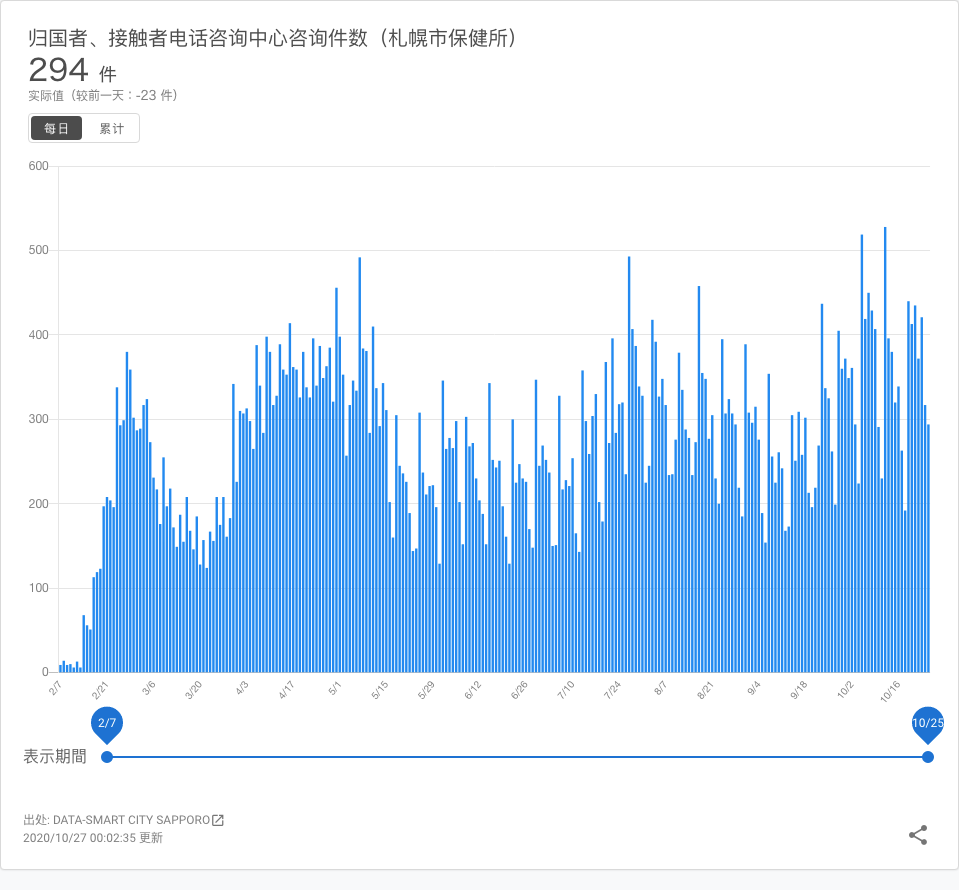 归国者、接触者电话咨询中心咨询件数（札幌市保健所）
294 件
实际值（较前一天：-23 件）
每日 累计
600
500
400
300
200
100
0
2/7 2/21 3/6 3/20 4/3 4/17 5/1 5/15 5/29 6/12 6/26 7/10 7/24 8/7 8/21 9/4 9/18 10/2 10/16
2/7 10/25
表示期間
出处: DATA-SMART CITY SAPPORO
2020/10/27 00:02:35 更新